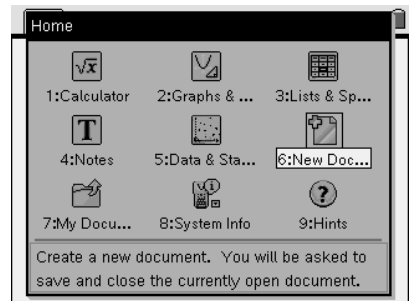 Home
1:Calculator 2:Graphs & ... 3:Lists & Sp...
4:Notes 5:Data & Sta... 6:New Doc...
7:My Docu... 8:System Info 9:Hints
Create a new document. You will be asked to
save and close the currently open document.